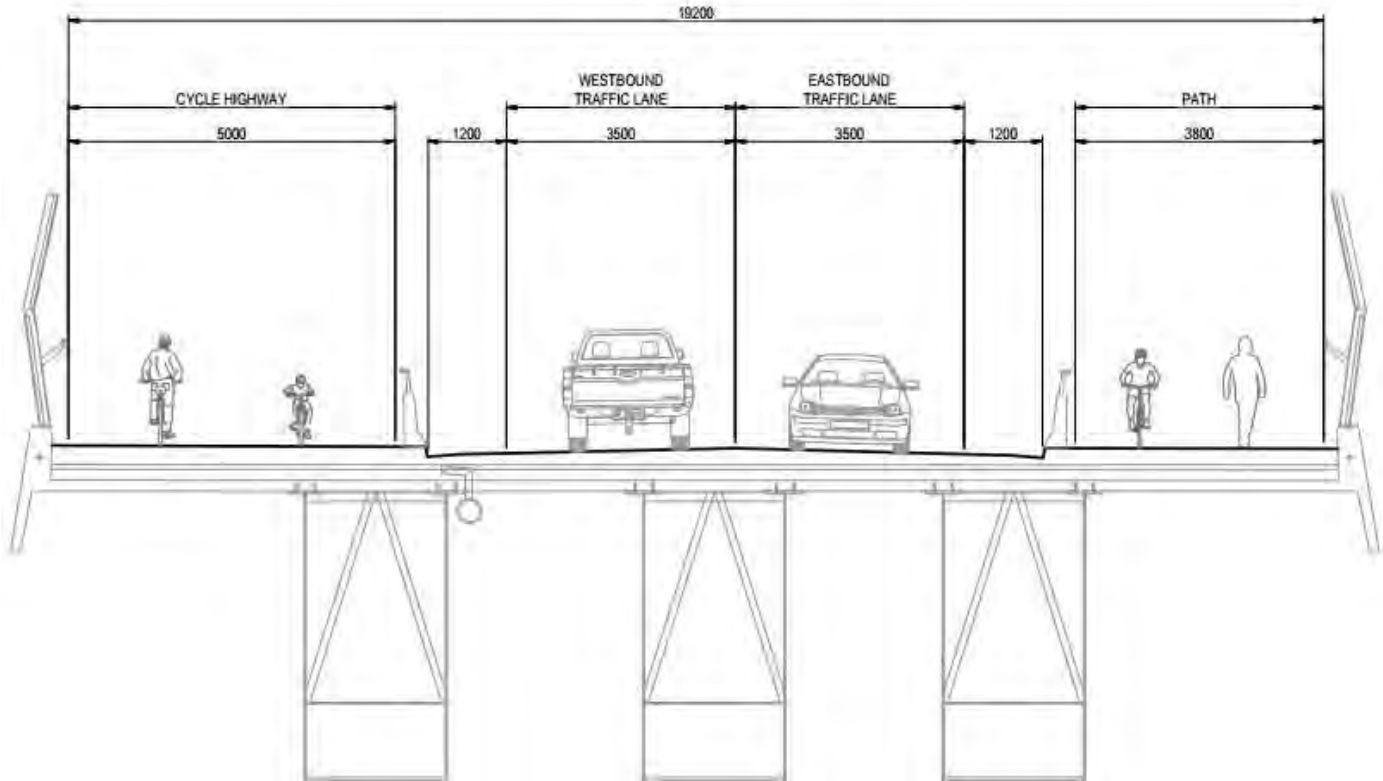 19200
WESTBOUND
TRAFFIC LANE
EASTBOUND
TRAFFIC LANE
CYCLE HIGHWAY
PATH
5000
1200
3500
3500
1200
3800